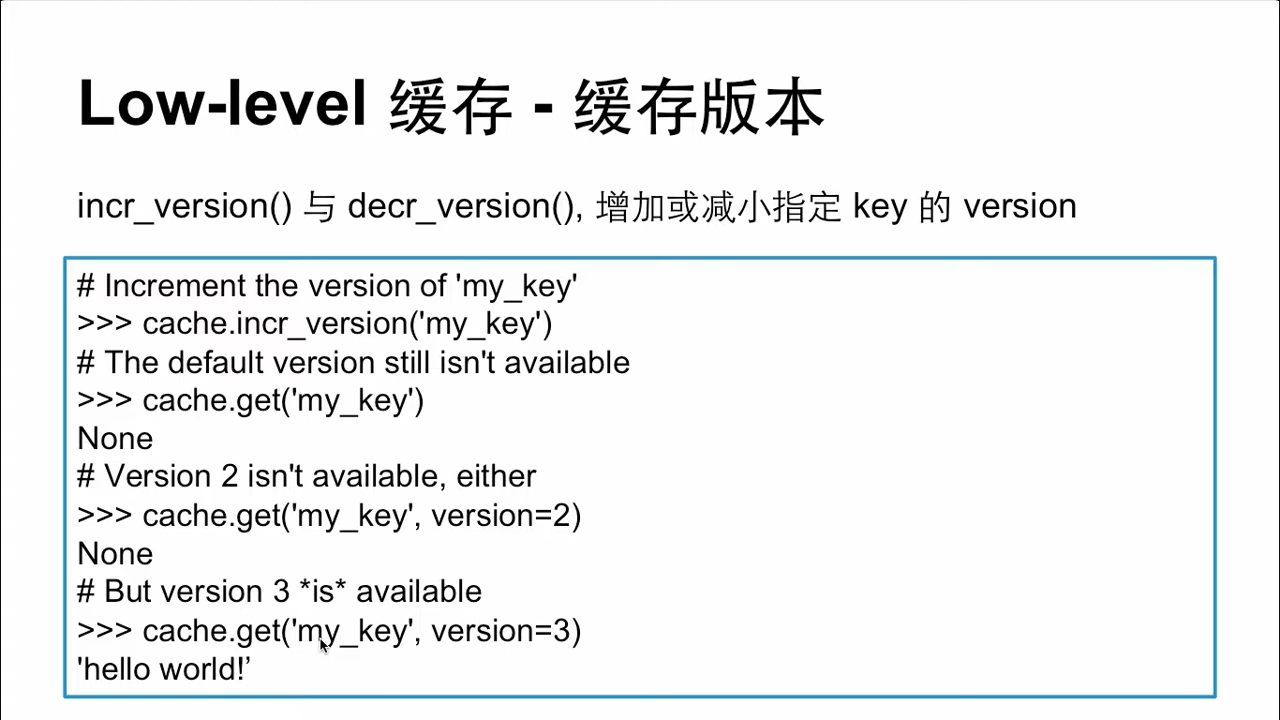 Low-level 缓存 - 缓存版本
incr_version() 与 decr_version(), 增加或减小指定 key 的 version
# Increment the version of 'my_key'
>>> cache.incr_version('my_key')
# The default version still isn't available
>>> cache.get('my_key')
None
# Version 2 isn't available, either
>>> cache.get('my_key', version=2)
None
# But version 3 *is* available
>>> cache.get('my_key', version=3)
'hello world!’